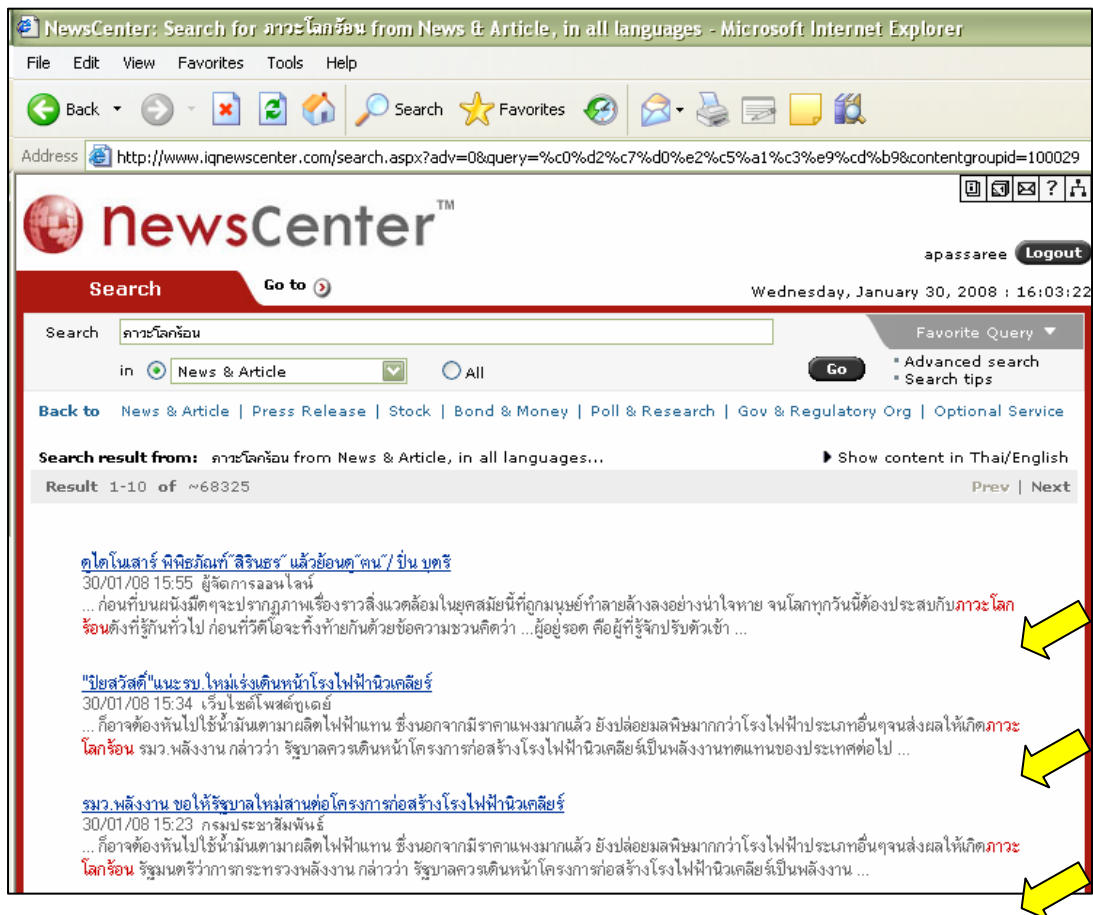 NewsCenter: Search for ภาวะโลกร้อน from News & Article, in all languages - Microsoft Internet Explorer
File Edit View Favorites Tools Help
Back Search Favorites
Address http://www.iqnewscenter.com/search.aspx?adv=0&query=%c0%d2%c7%d0%e2%c5%a1%c3%e9%cd%b9&contentgroupid=100029
newsCenter™
apassaree Logout
Search Go to Wednesday, January 30, 2008 : 16:03:22
Search ภาวะโลกร้อน Favorite Query
in News & Article All Go Advanced search
Search tips
Back to News & Article | Press Release | Stock | Bond & Money | Poll & Research | Gov & Regulatory Org | Optional Service
Search result from: ภาวะโลกร้อน from News & Article, in all languages... Show content in Thai/English
Result 1-10 of ~68325 Prev | Next
ดูไดโนเสาร์ พิพิธภัณฑ์˝สิรินธร˝ แล้วย้อนดู˝ฅน˝/ ปิ่น บุตรี
30/01/08 15:55 ผู้จัดการออนไลน์
... ก่อนที่บนผนังมืดๆจะปรากฏภาพเรื่องราวสิ่งแวดล้อมในยุคสมัยนี้ที่ถูกมนุษย์ทำลายล้างลงอย่างน่าใจหาย จนโลกทุกวันนี้ต้องประสบกับภาวะโลก
ร้อนดังที่รู้กันทั่วไป ก่อนที่วีดีโอจะทิ้งท้ายกันด้วยข้อความชวนคิดว่า ...ผู้อยู่รอด คือผู้ที่รู้จักปรับตัวเข้า ...
"ปิยสวัสดิ์"แนะรบ.ใหม่เร่งเดินหน้าโรงไฟฟ้านิวเคลียร์
30/01/08 15:34 เว็บไซต์โพสต์ทูเดย์
... ก็อาจต้องหันไปใช้น้ำมันเตามาผลิตไฟฟ้าแทน ซึ่งนอกจากมีราคาแพงมากแล้ว ยังปล่อยมลพิษมากกว่าโรงไฟฟ้าประเภทอื่นๆจนส่งผลให้เกิดภาวะ
โลกร้อน รมว.พลังงาน กล่าวว่า รัฐบาลควรเดินหน้าโครงการก่อสร้างโรงไฟฟ้านิวเคลียร์เป็นพลังงานทดแทนของประเทศต่อไป ...
รมว.พลังงาน ขอให้รัฐบาลใหม่สานต่อโครงการก่อสร้างโรงไฟฟ้านิวเคลียร์
30/01/08 15:23 กรมประชาสัมพันธ์
... ก็อาจต้องหันไปใช้น้ำมันเตามาผลิตไฟฟ้าแทน ซึ่งนอกจากมีราคาแพงมากแล้ว ยังปล่อยมลพิษมากกว่าโรงไฟฟ้าประเภทอื่นๆจนส่งผลให้เกิดภาวะ
โลกร้อน รัฐมนตรีว่าการกระทรวงพลังงาน กล่าวว่า รัฐบาลควรเดินหน้าโครงการก่อสร้างโรงไฟฟ้านิวเคลียร์เป็นพลังงาน ...